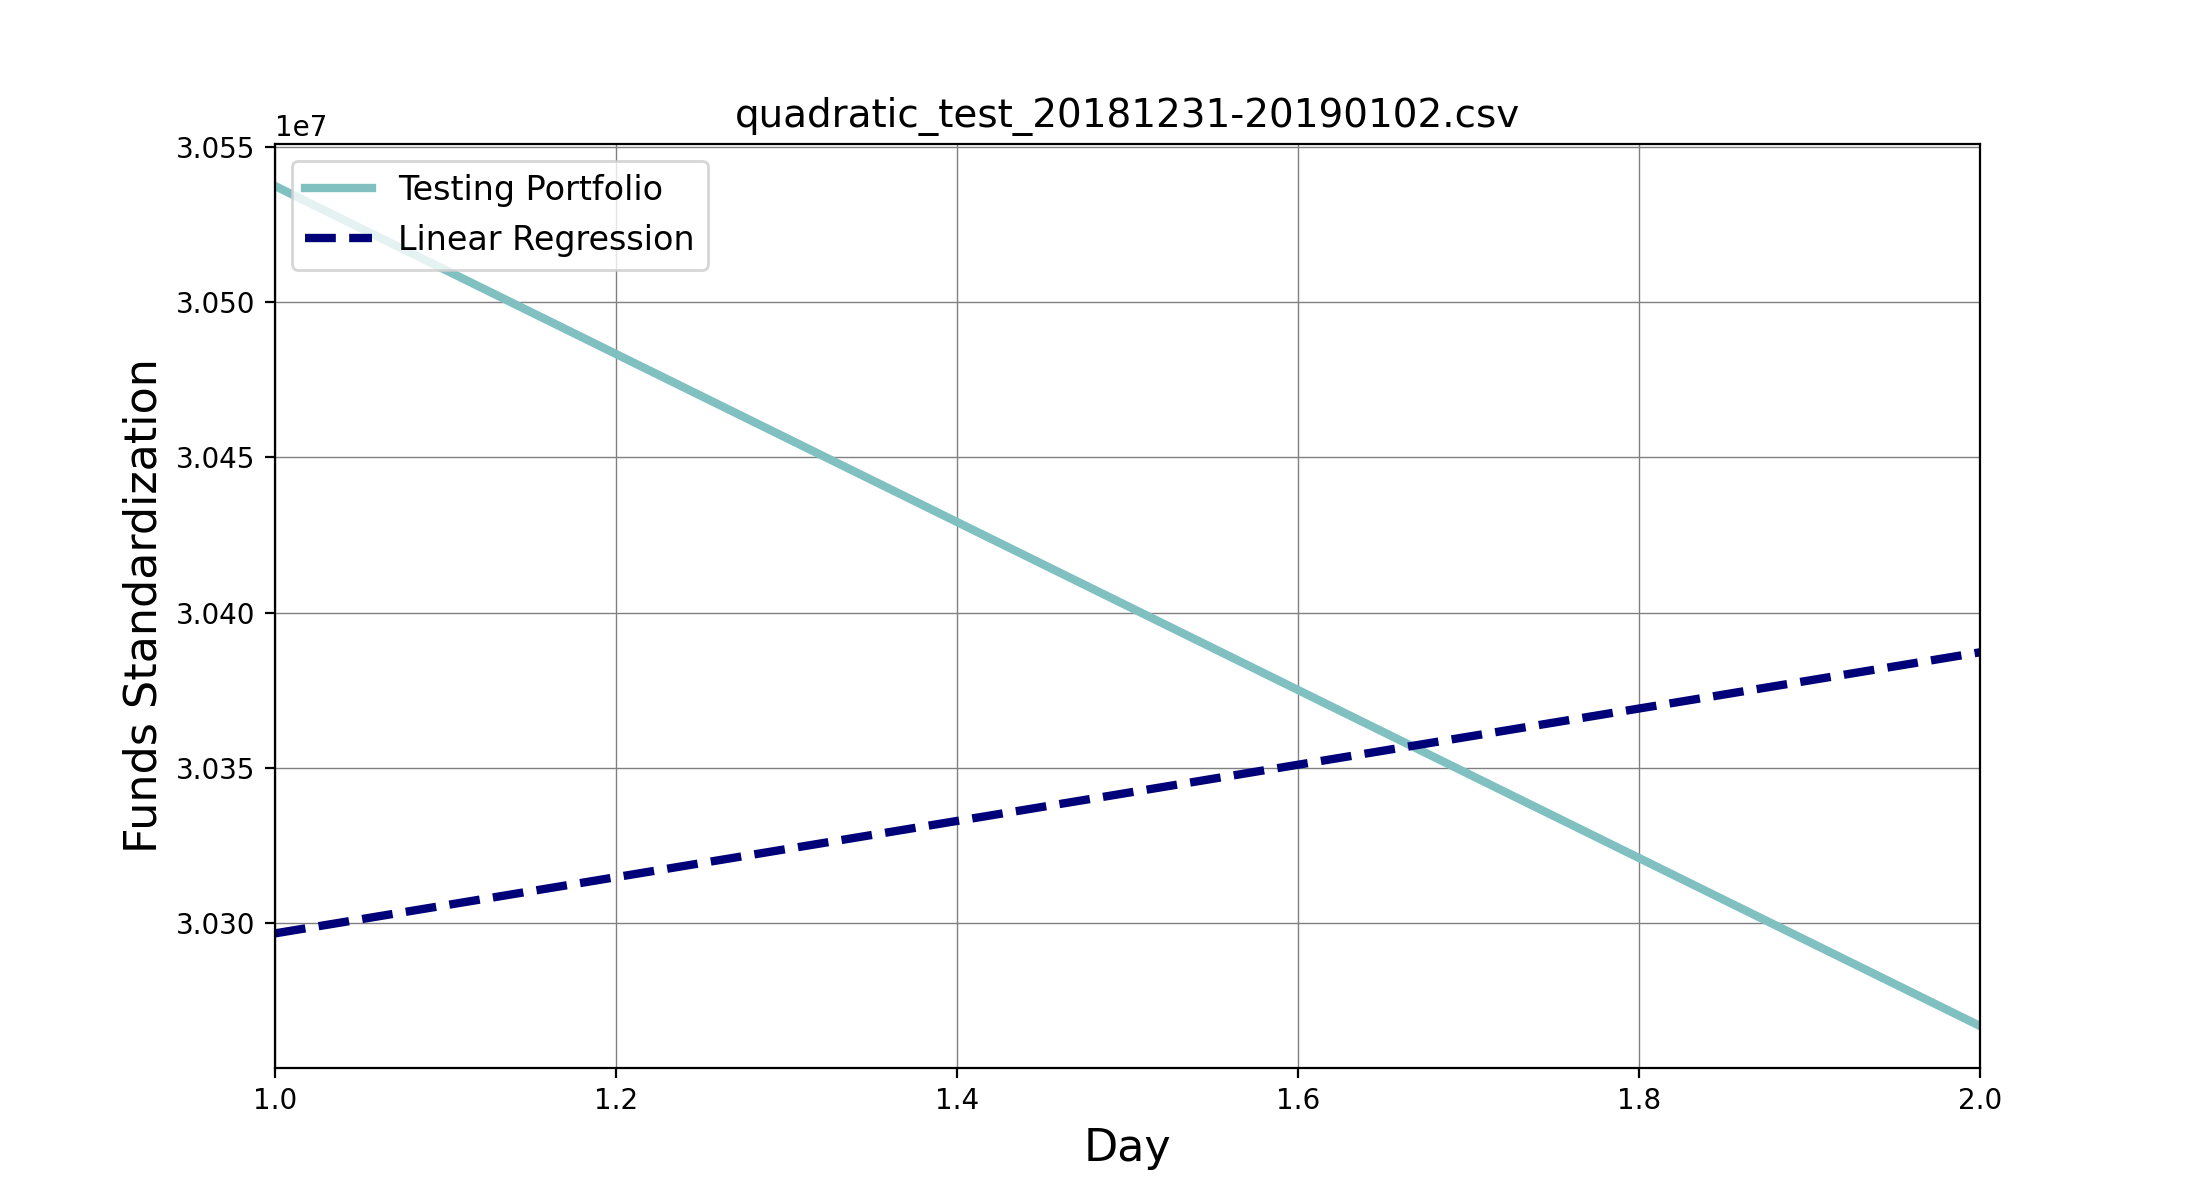 quadratic_test_20181231-20190102.csv
1e7
3.055
3.050
3.045
3.040
3.035
3.030
Funds Standardization
Testing Portfolio
Linear Regression
1.0 1.2 1.4 1.6 1.8 2.0
Day